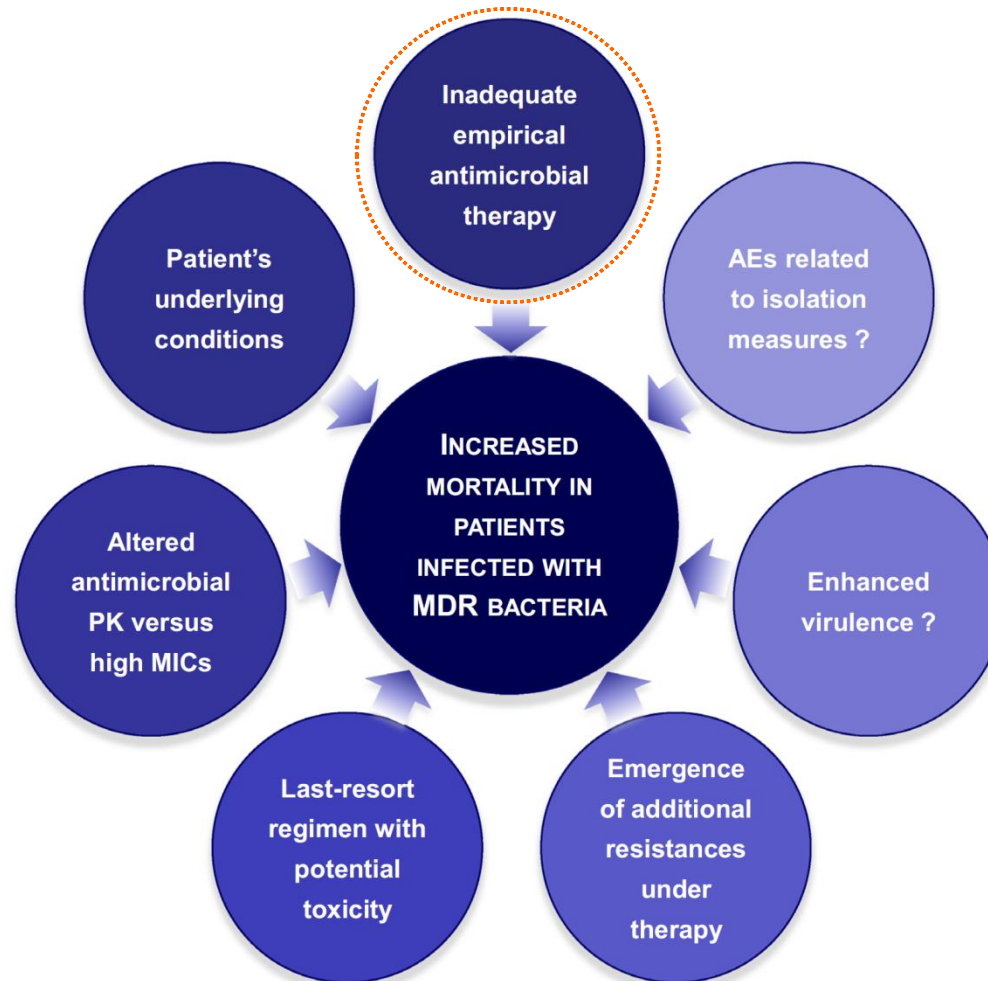 Inadequate
empirical
antimicrobial
therapy
Patient’s
underlying
conditions
AEs related
to isolation
measures ?
INCREASED
MORTALITY IN
PATIENTS
INFECTED WITH
MDR BACTERIA
Altered
antimicrobial
PK versus
high MICs
Enhanced
virulence ?
Last-resort
regimen with
potential
toxicity
Emergence
of additional
resistances
under
therapy